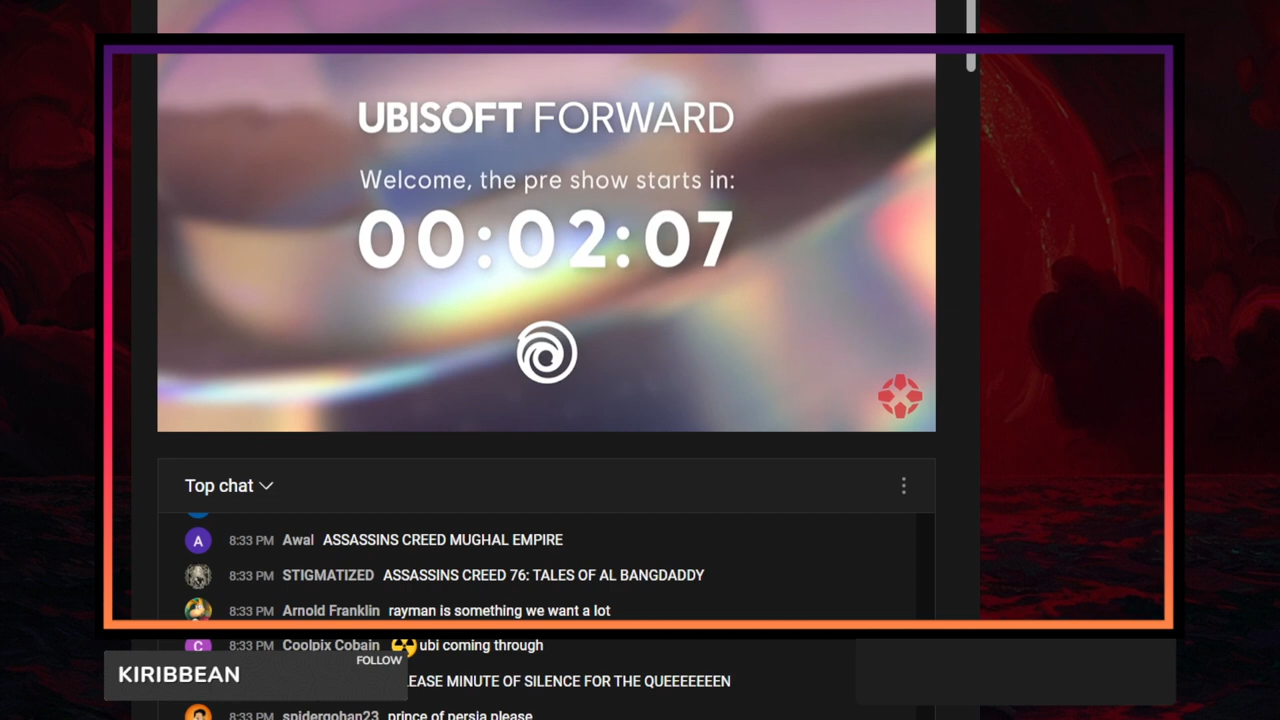 UBISOFT FORWARD
Welcome, the pre show starts in:
00:02:07
Top chat
A 8:33 PM Awal ASSASSINS CREED MUGHAL EMPIRE
8:33 PM STIGMATIZED ASSASSINS CREED 76: TALES OF AL BANGDADDY
8:33 PM Arnold Franklin rayman is something we want a lot
C 8:33 PM Coolpix Cobain ubi coming through
FOLLOW
KIRIBBEAN
LEASE MINUTE OF SILENCE FOR THE QUEEEEEEEN
8:33 PM spidergohan23 prince of persia please